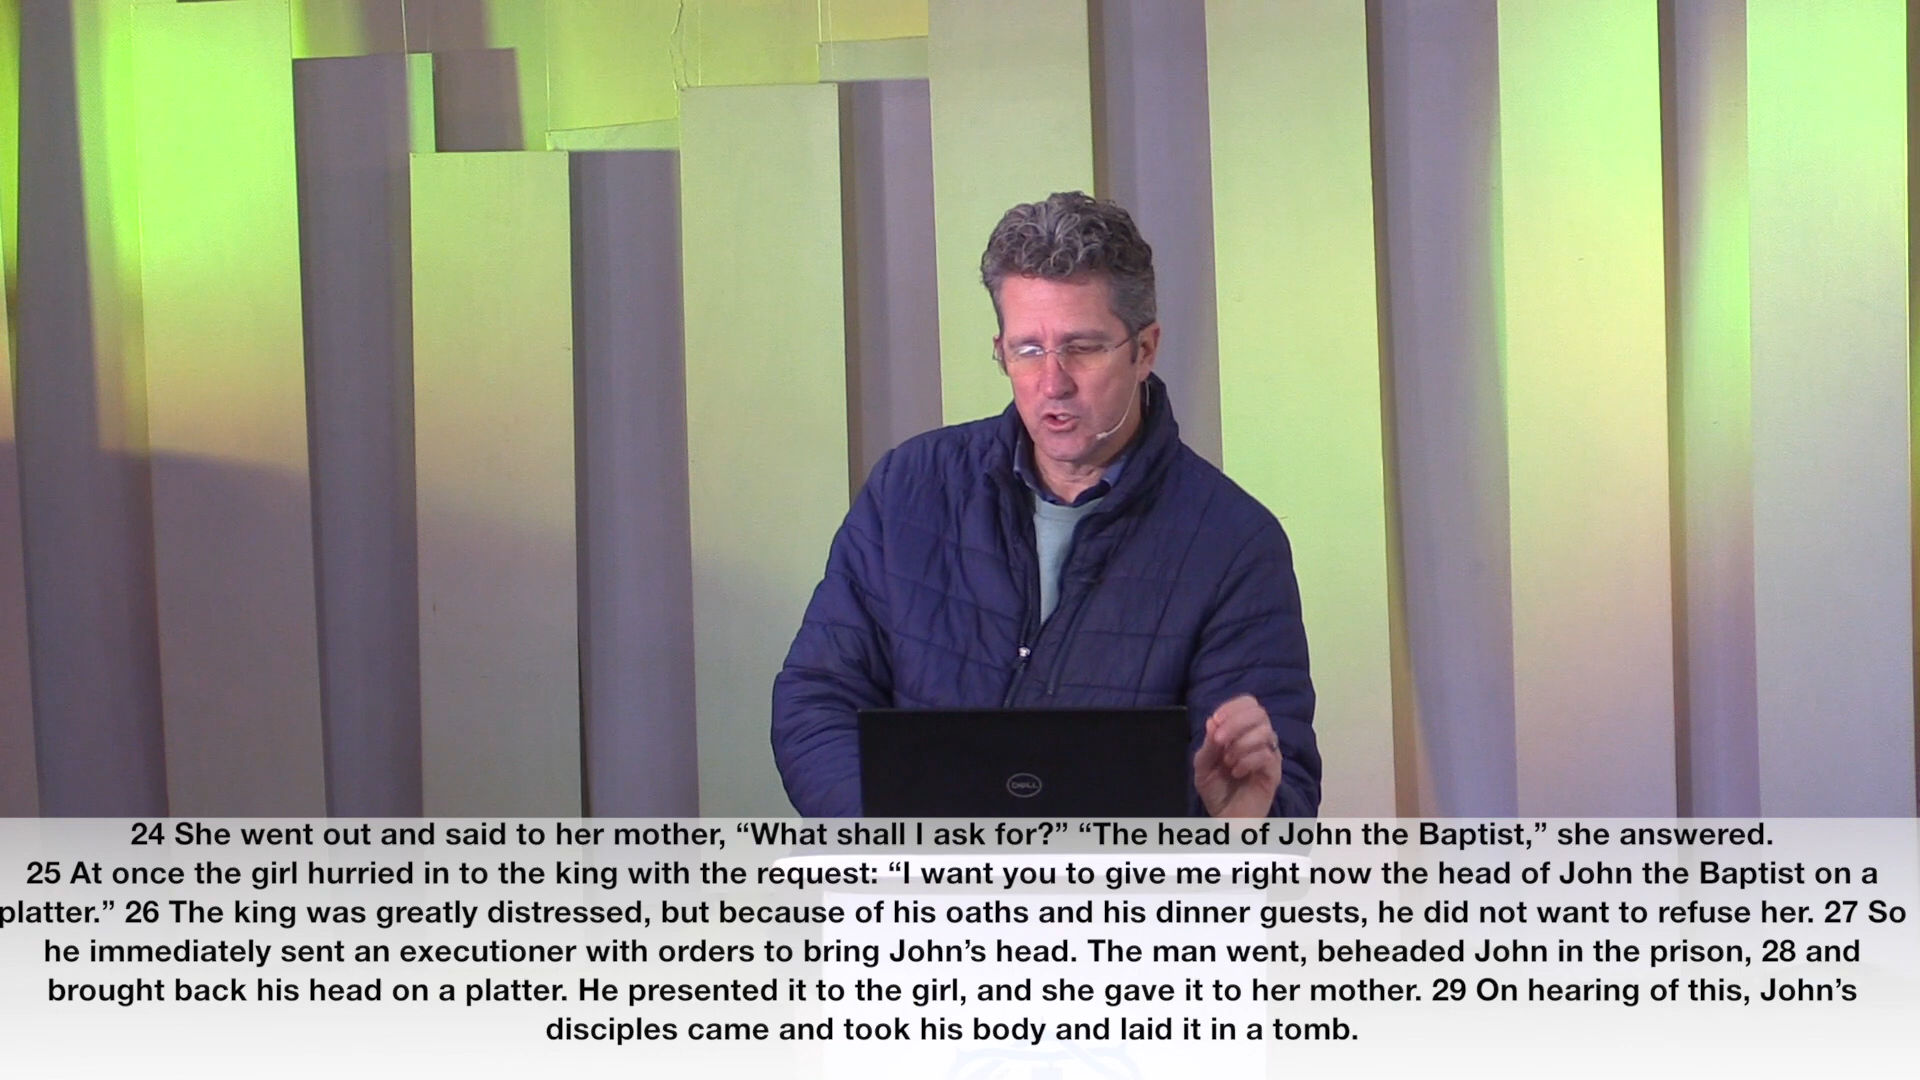 DELL
24 She went out and said to her mother, “What shall I ask for?” “The head of John the Baptist,” she answered.
25 At once the girl hurried in to the king with the request: “I want you to give me right now the head of John the Baptist on a
platter.” 26 The king was greatly distressed, but because of his oaths and his dinner guests, he did not want to refuse her. 27 So
he immediately sent an executioner with orders to bring John’s head. The man went, beheaded John in the prison, 28 and
brought back his head on a platter. He presented it to the girl, and she gave it to her mother. 29 On hearing of this, John’s
disciples came and took his body and laid it in a tomb.